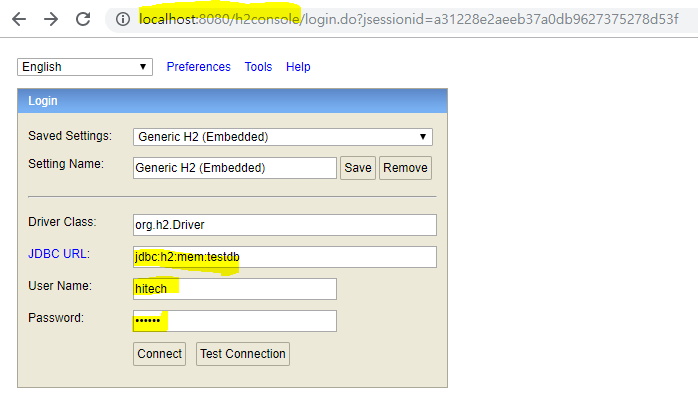 localhost:8080/h2console/login.do?jsessionid=a31228e2aeeb37a0db9627375278d53f
English Preferences Tools Help
Login
Saved Settings: Generic H2 (Embedded)
Setting Name: Generic H2 (Embedded) Save Remove
Driver Class: org.h2.Driver
JDBC URL: jdbc:h2:mem:testdb
User Name: hitech
Password: ••••••
Connect Test Connection